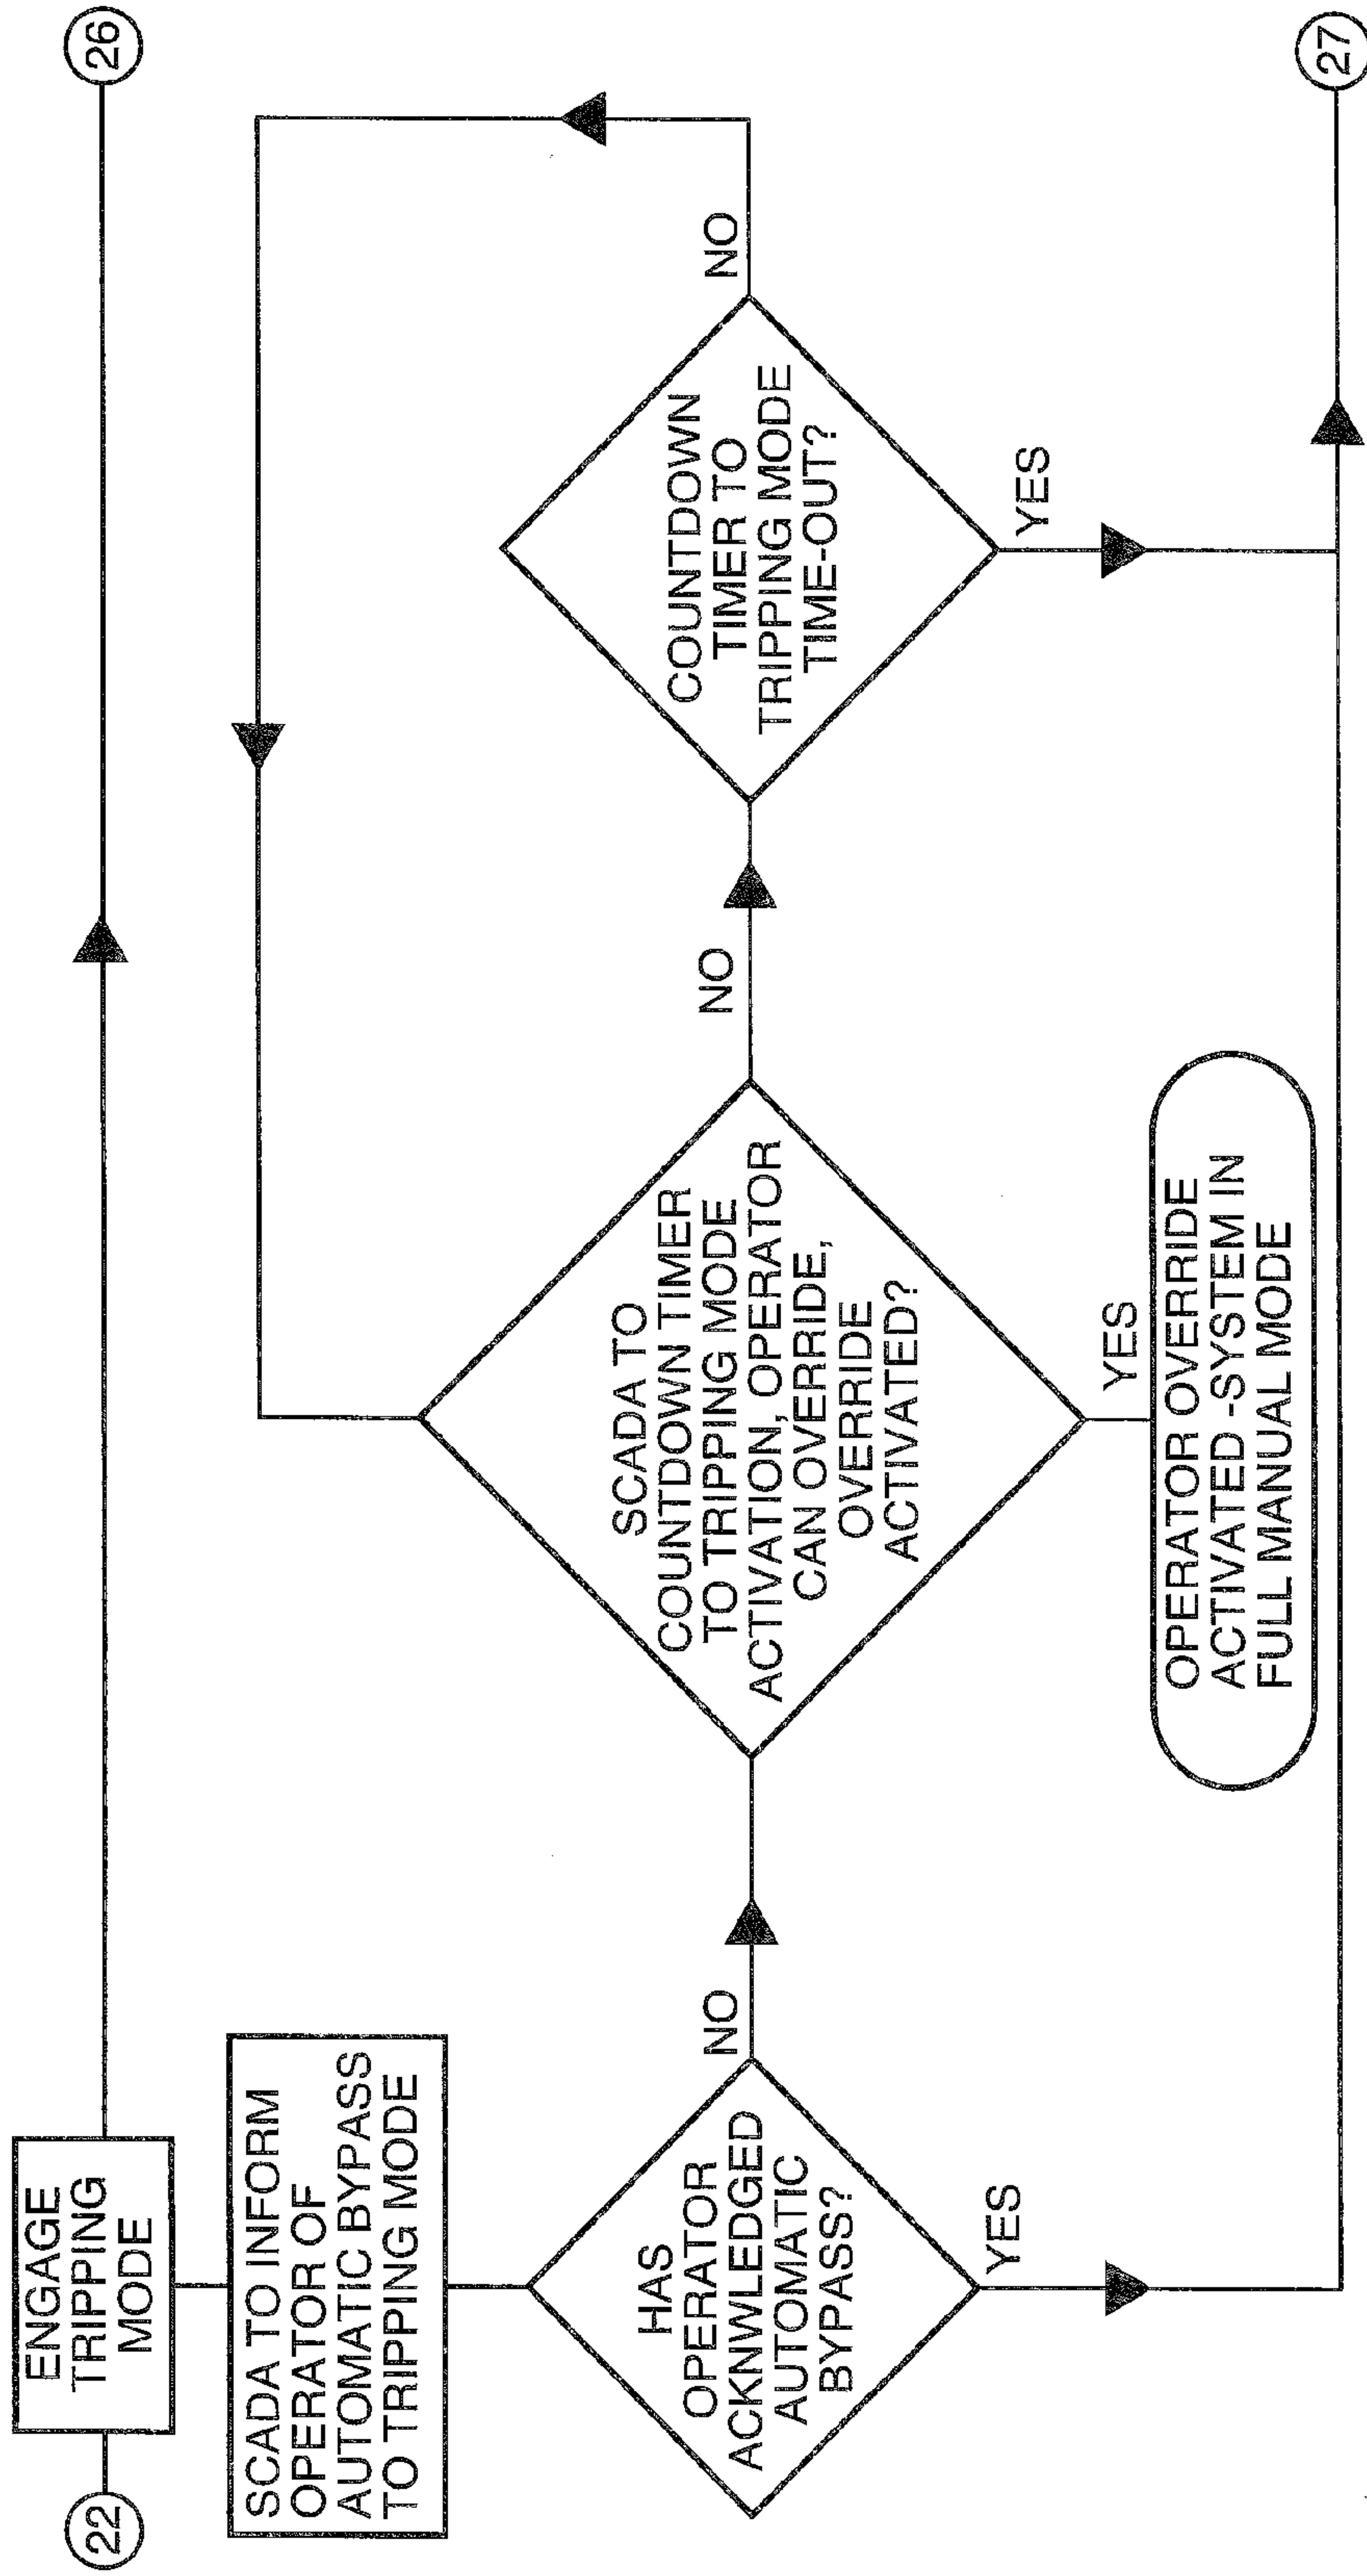 22
ENGAGE
TRIPPING
MODE
26
SCADA TO INFORM
OPERATOR OF
AUTOMATIC BYPASS
TO TRIPPING MODE
HAS
OPERATOR
ACKNWLEDGED
AUTOMATIC
BYPASS?
NO
YES
SCADA TO
COUNTDOWN TIMER
TO TRIPPING MODE
ACTIVATION, OPERATOR
CAN OVERRIDE,
OVERRIDE
ACTIVATED?
NO
YES
OPERATOR OVERRIDE
ACTIVATED -SYSTEM IN
FULL MANUAL MODE
COUNTDOWN
TIMER TO
TRIPPING MODE
TIME-OUT?
NO
YES
27